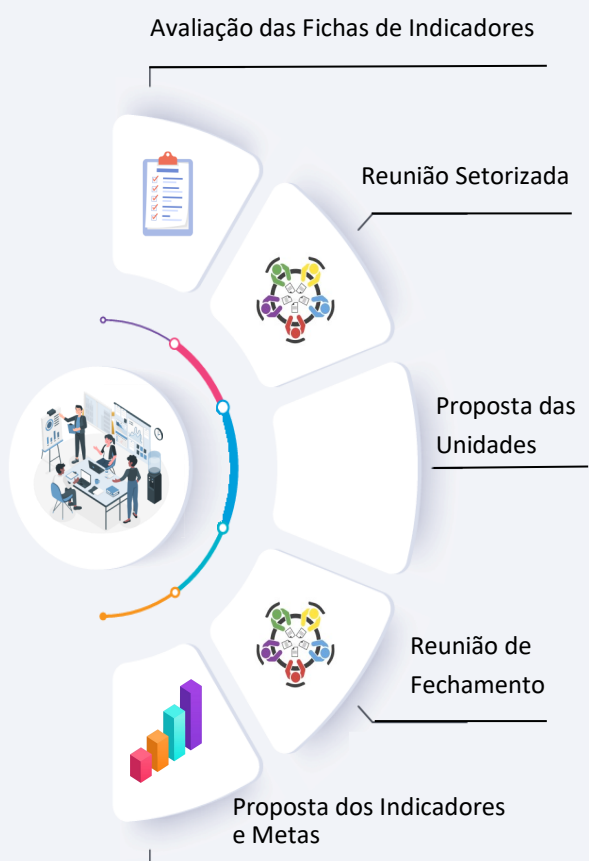 Avaliação das Fichas de Indicadores
Reunião Setorizada
Proposta das
Unidades
Reunião de
Fechamento
Proposta dos Indicadores
e Metas